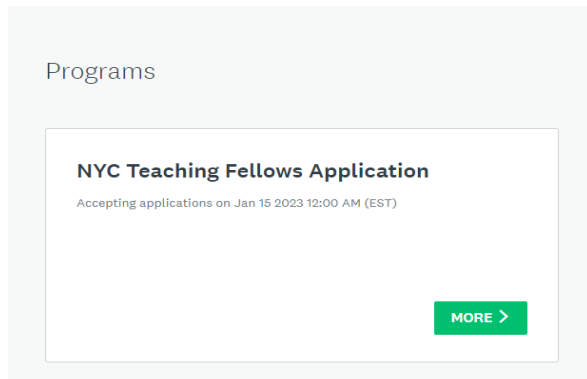 Programs
NYC Teaching Fellows Application
Accepting applications on Jan 15 2023 12:00 AM (EST)
MORE >